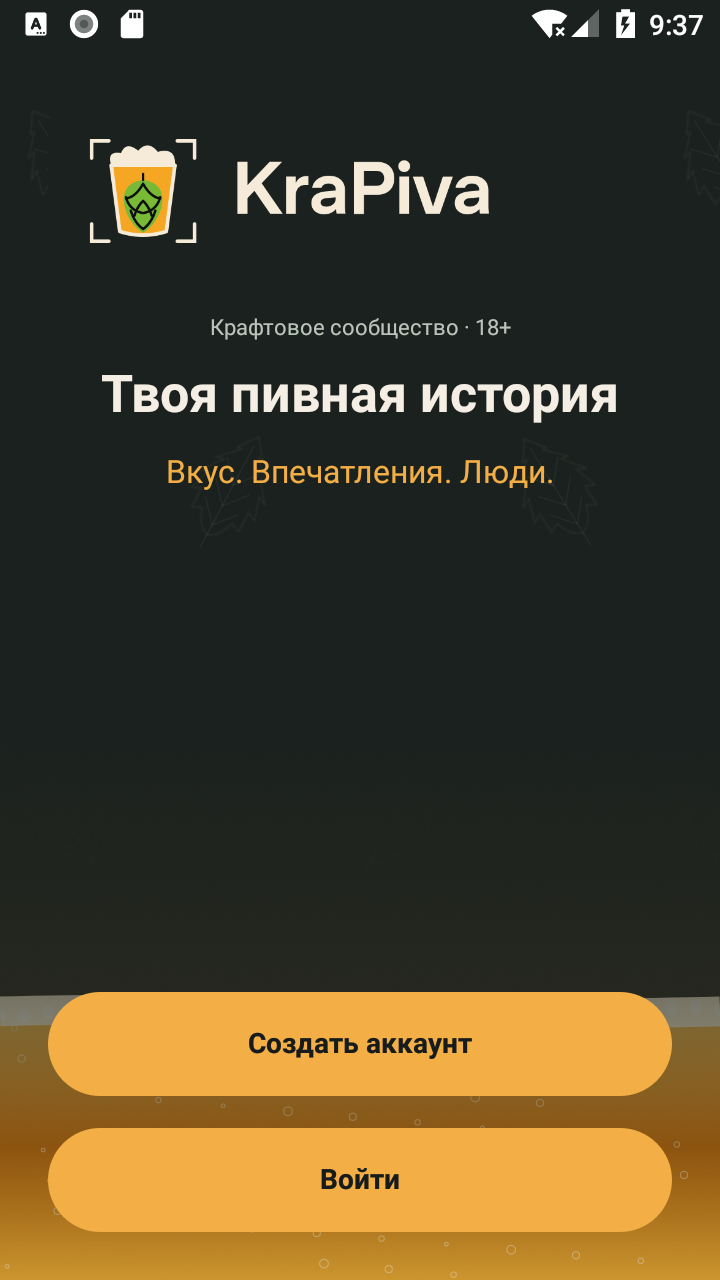 9:37
KraPiva
Крафтовое сообщество · 18+
Твоя пивная история
Вкус. Впечатления. Люди.
Создать аккаунт
Войти